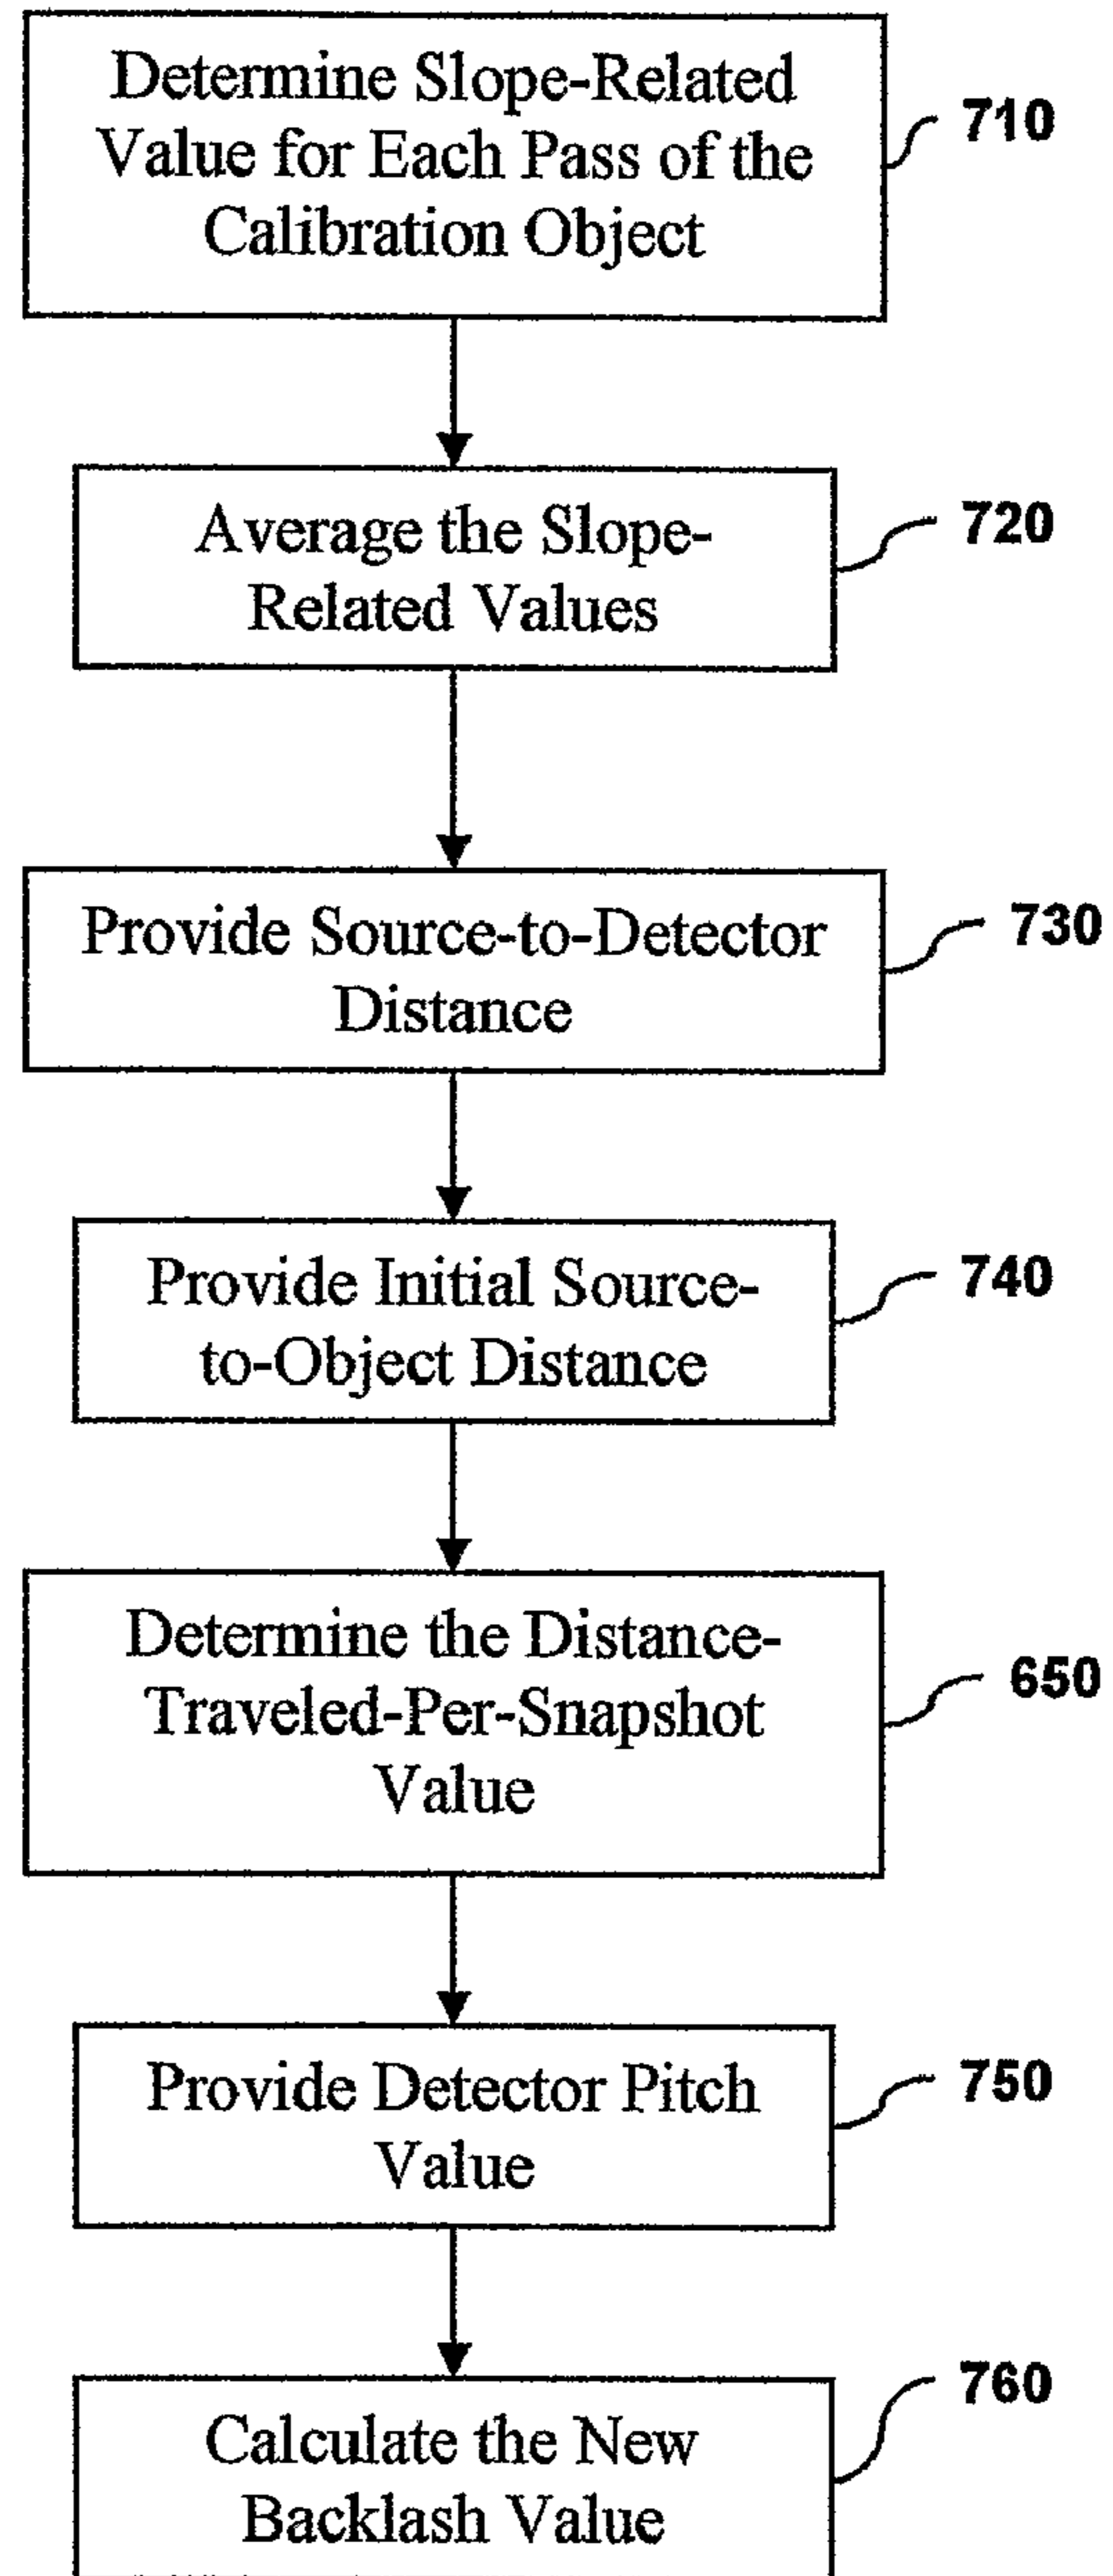 Determine Slope-Related
Value for Each Pass of the
Calibration Object
710
Average the Slope-
Related Values
720
Provide Source-to-Detector
Distance
730
Provide Initial Source-
to-Object Distance
740
Determine the Distance-
Traveled-Per-Snapshot
Value
650
Provide Detector Pitch
Value
750
Calculate the New
Backlash Value
760